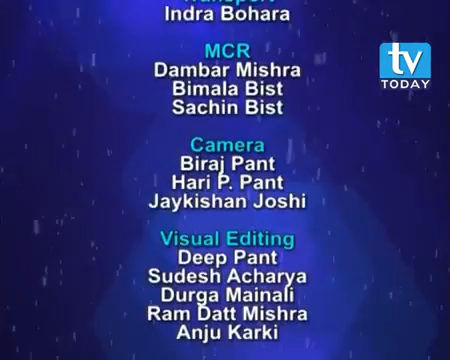 Transport
Indra Bohara
MCR
Dambar Mishra
Bimala Bist
Sachin Bist
Camera
Biraj Pant
Hari P. Pant
Jaykishan Joshi
Visual Editing
Deep Pant
Sudesh Acharya
Durga Mainali
Ram Datt Mishra
Anju Karki
tv
TODAY